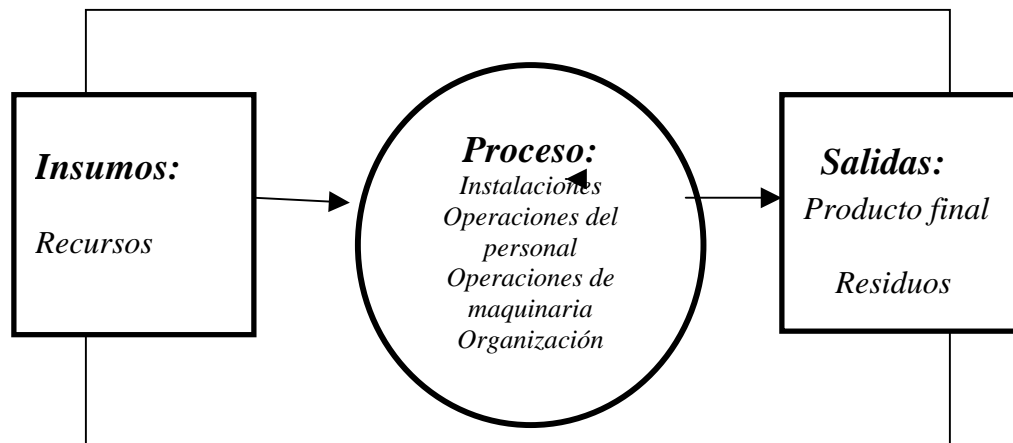 Insumos:
Recursos
Proceso:
Instalaciones
Operaciones del
personal
Operaciones de
maquinaria
Organización
Salidas:
Producto final
Residuos